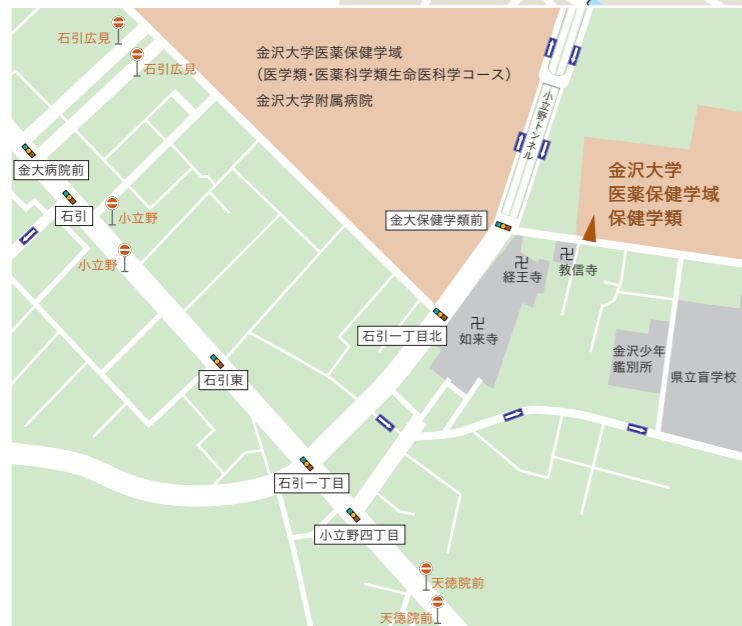 石引広見
石引広見
金沢大学医薬保健学域
（医学類・医薬科学類生命医科学コース）
金沢大学附属病院
小立野トンネル
金大病院前
石引
小立野
小立野
金沢大学
医薬保健学域
保健学類
金大保健学類前
卍
経王寺
卍
教信寺
石引一丁目北
卍
如来寺
金沢少年
鑑別所
県立盲学校
石引東
石引一丁目
小立野四丁目
天徳院前
天徳院前